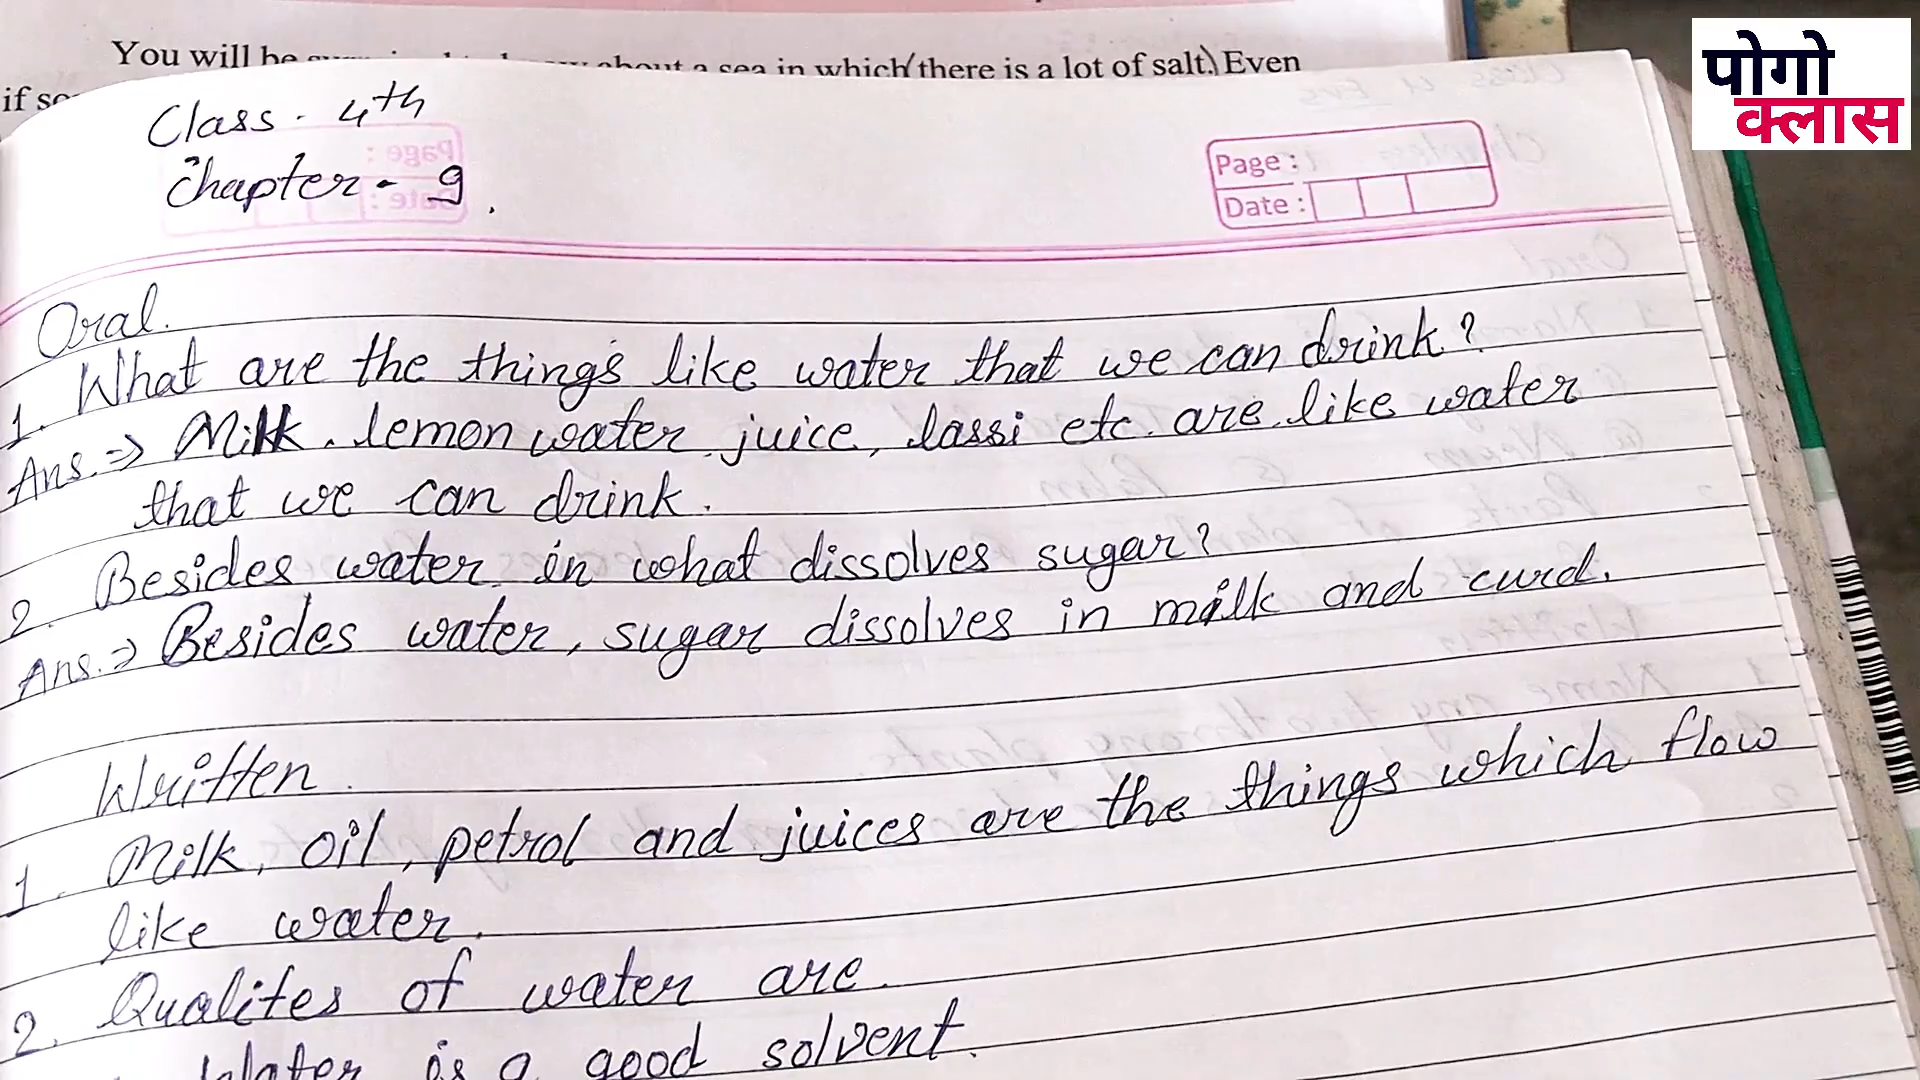 You will be about a sea in which (there is a lot of salt.) Even
if
पोगो
क्लास
Class. 4th
Chapter - 9.
Page :
Date :
Oral.
1. What are the things like water that we can drink?
Ans. => Milk, lemon water, juice, lassi etc. are like water
that we can drink.
2. Besides water in what dissolves sugar?
Ans. => Besides water, sugar dissolves in milk and curd.
Written.
1. Milk, oil, petrol and juices are the things which flow
like water.
2. Qualites of water are.
Water is a good solvent.